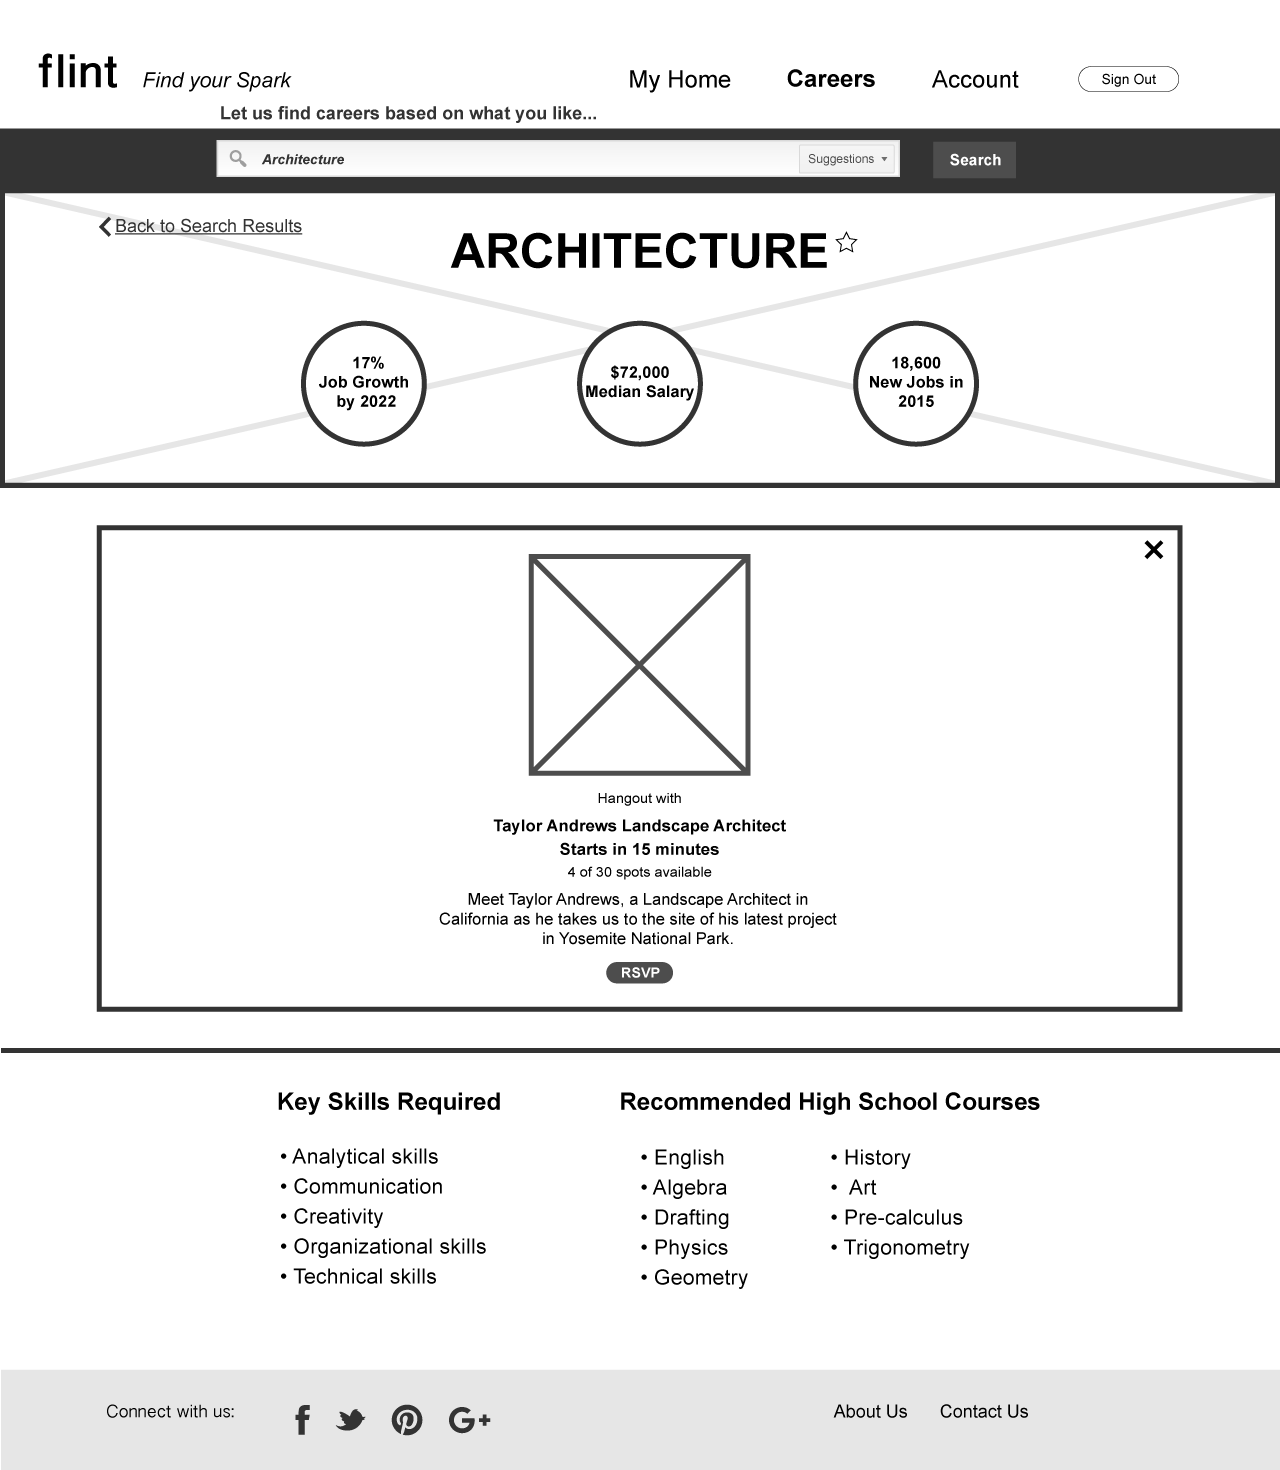 flint
Find your Spark
My Home
Careers
Account
Sign Out
Let us find careers based on what you like...
Architecture
Suggestions
Search
Back to Search Results
ARCHITECTURE
17%
Job Growth
by 2022
$72,000
Median Salary
18,600
New Jobs in
2015
Hangout with
Taylor Andrews Landscape Architect
Starts in 15 minutes
4 of 30 spots available
Meet Taylor Andrews, a Landscape Architect in
California as he takes us to the site of his latest project
in Yosemite National Park.
RSVP
Key Skills Required
• Analytical skills
• Communication
• Creativity
• Organizational skills
• Technical skills
Recommended High School Courses
• English
• Algebra
• Drafting
• Physics
• Geometry
• History
• Art
• Pre-calculus
• Trigonometry
Connect with us:
About Us
Contact Us